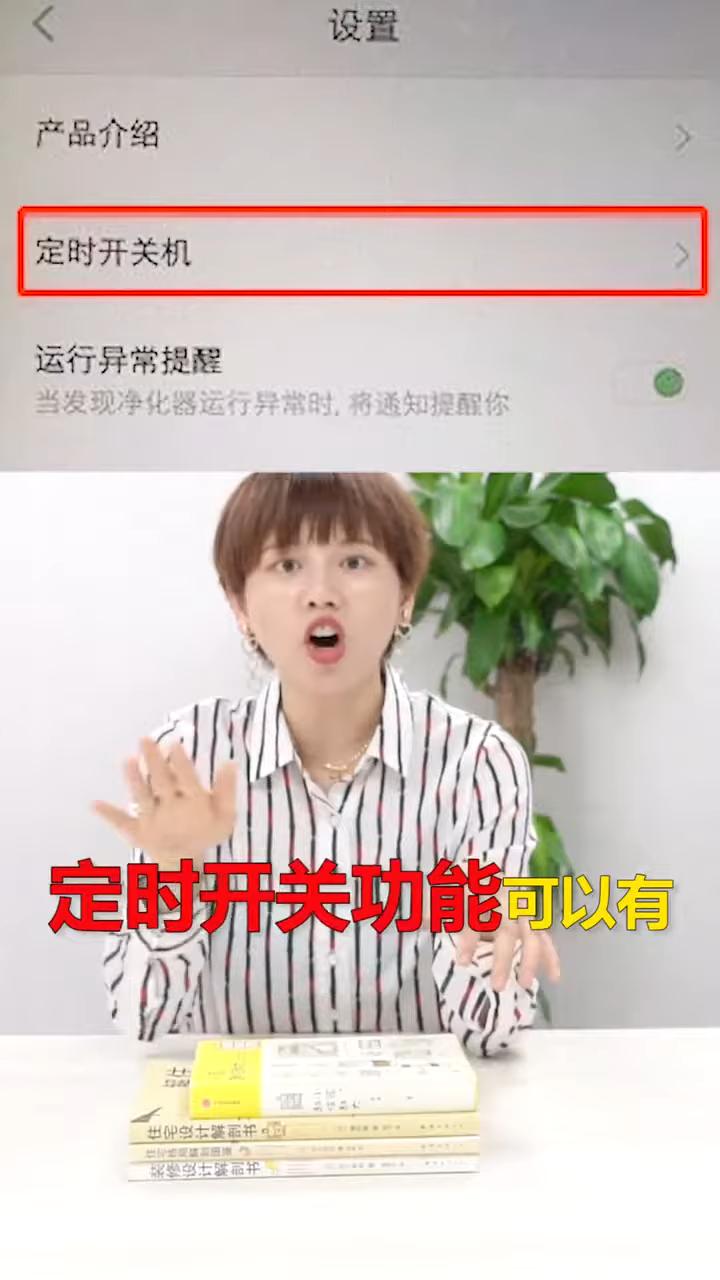 设置
产品介绍
定时开关机
运行异常提醒
当发现净化器运行异常时, 将通知提醒你
定时开关功能可以有
住宅设计解剖书
装修设计解剖书